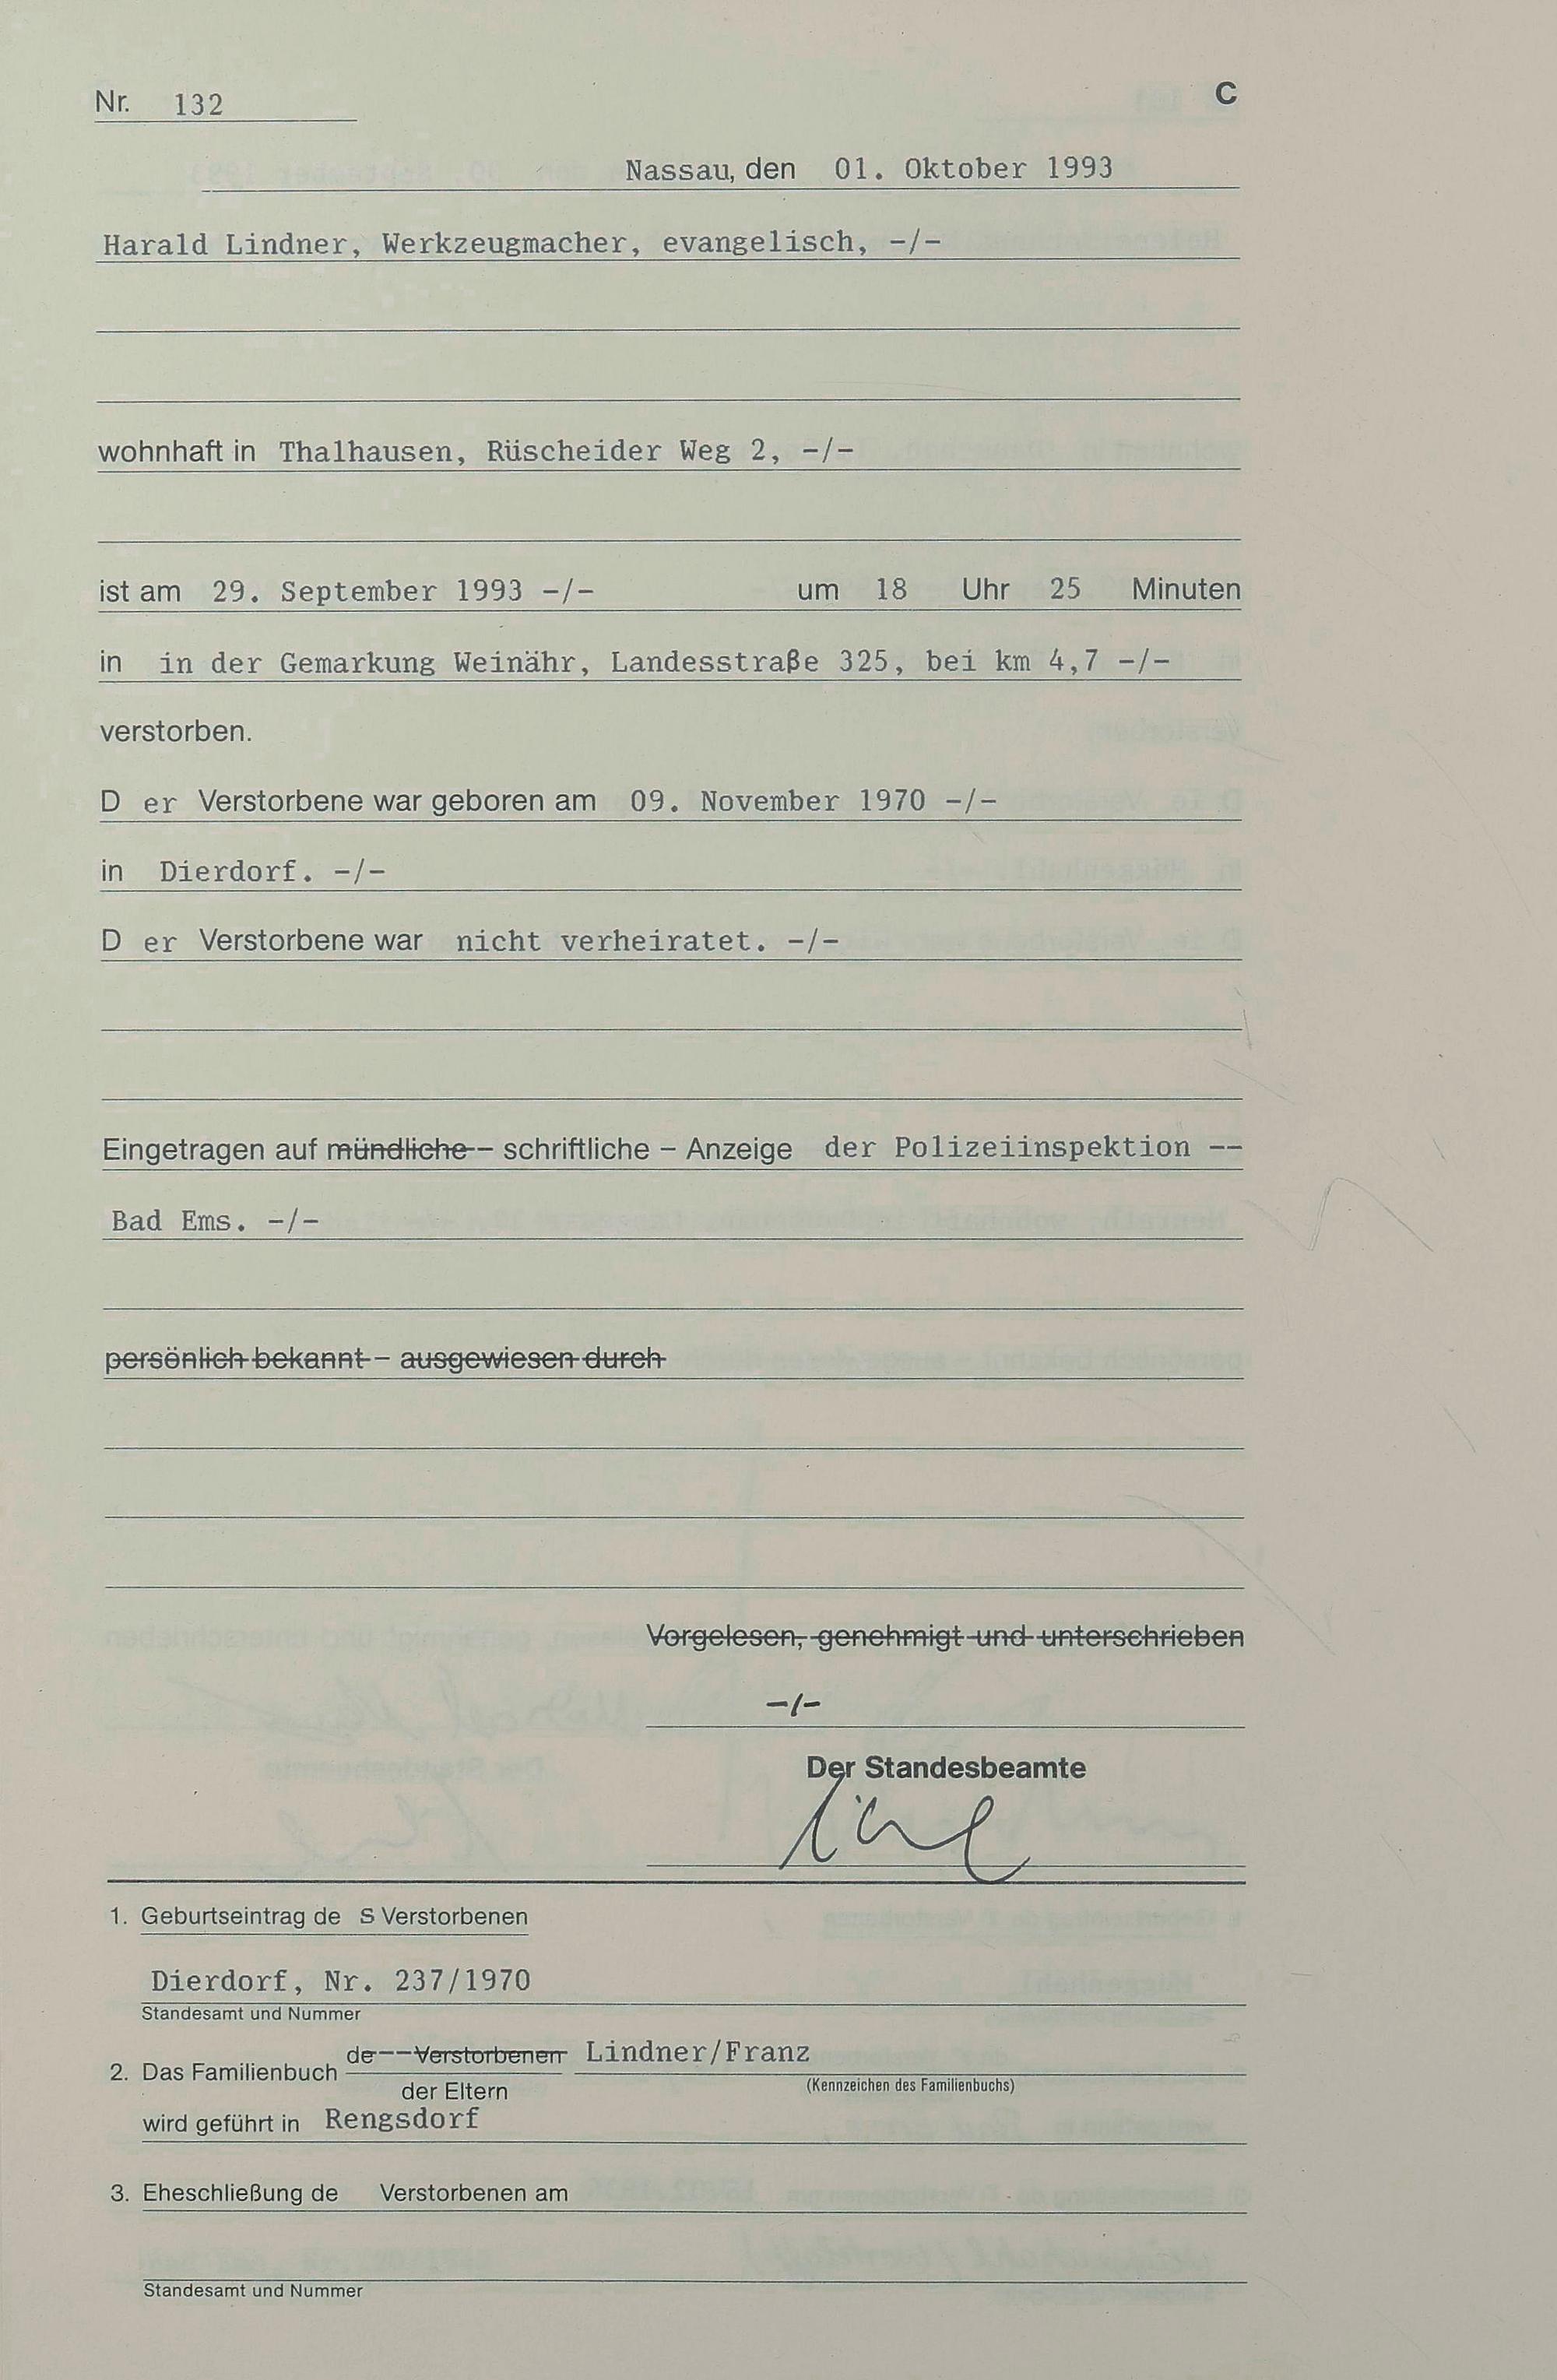 Nr. 132
C
Nassau, den 01. Oktober 1993
Harald Lindner, Werkzeugmacher, evangelisch, -/-
wohnhaft in Thalhausen, Rüscheider Weg 2, -/-
ist am 29. September 1993 -/- um 18 Uhr 25 Minuten
in in der Gemarkung Weinähr, Landesstraße 325, bei km 4,7 -/-
verstorben.
D er Verstorbene war geboren am 09. November 1970 -/-
in Dierdorf. -/-
D er Verstorbene war nicht verheiratet. -/-
Eingetragen auf mündliche – schriftliche – Anzeige der Polizeiinspektion --
Bad Ems. -/-
persönlich bekannt – ausgewiesen durch
Vorgelesen, genehmigt und unterschrieben
-/-
Der Standesbeamte
1. Geburtseintrag de s Verstorbenen
Dierdorf, Nr. 237/1970
Standesamt und Nummer
2. Das Familienbuch de-- Verstorbenen Lindner/Franz
der Eltern (Kennzeichen des Familienbuchs)
wird geführt in Rengsdorf
3. Eheschließung de Verstorbenen am
Standesamt und Nummer